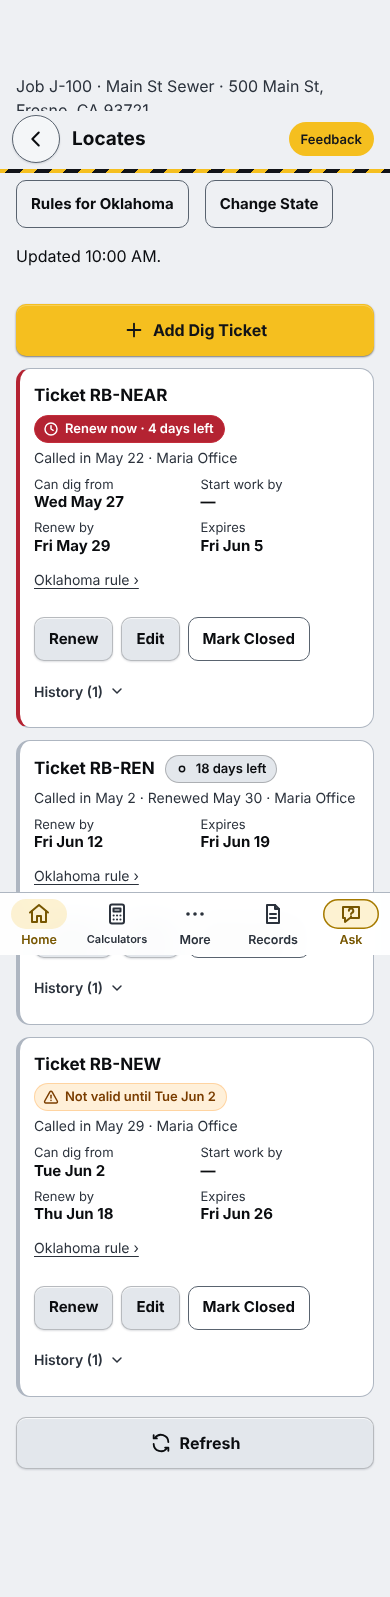 Job J-100 · Main St Sewer · 500 Main St,
Fresno, CA 93721
Locates
Feedback
Rules for Oklahoma
Change State
Updated 10:00 AM.
Add Dig Ticket
Ticket RB-NEAR
Renew now · 4 days left
Called in May 22 · Maria Office
Can dig from
Start work by
Wed May 27
—
Renew by
Expires
Fri May 29
Fri Jun 5
Oklahoma rule ›
Renew
Edit
Mark Closed
History (1)
Ticket RB-REN
18 days left
Called in May 2 · Renewed May 30 · Maria Office
Renew by
Expires
Fri Jun 12
Fri Jun 19
Oklahoma rule ›
Home
Calculators
More
Records
Ask
History (1)
Ticket RB-NEW
Not valid until Tue Jun 2
Called in May 29 · Maria Office
Can dig from
Start work by
Tue Jun 2
—
Renew by
Expires
Thu Jun 18
Fri Jun 26
Oklahoma rule ›
Renew
Edit
Mark Closed
History (1)
Refresh